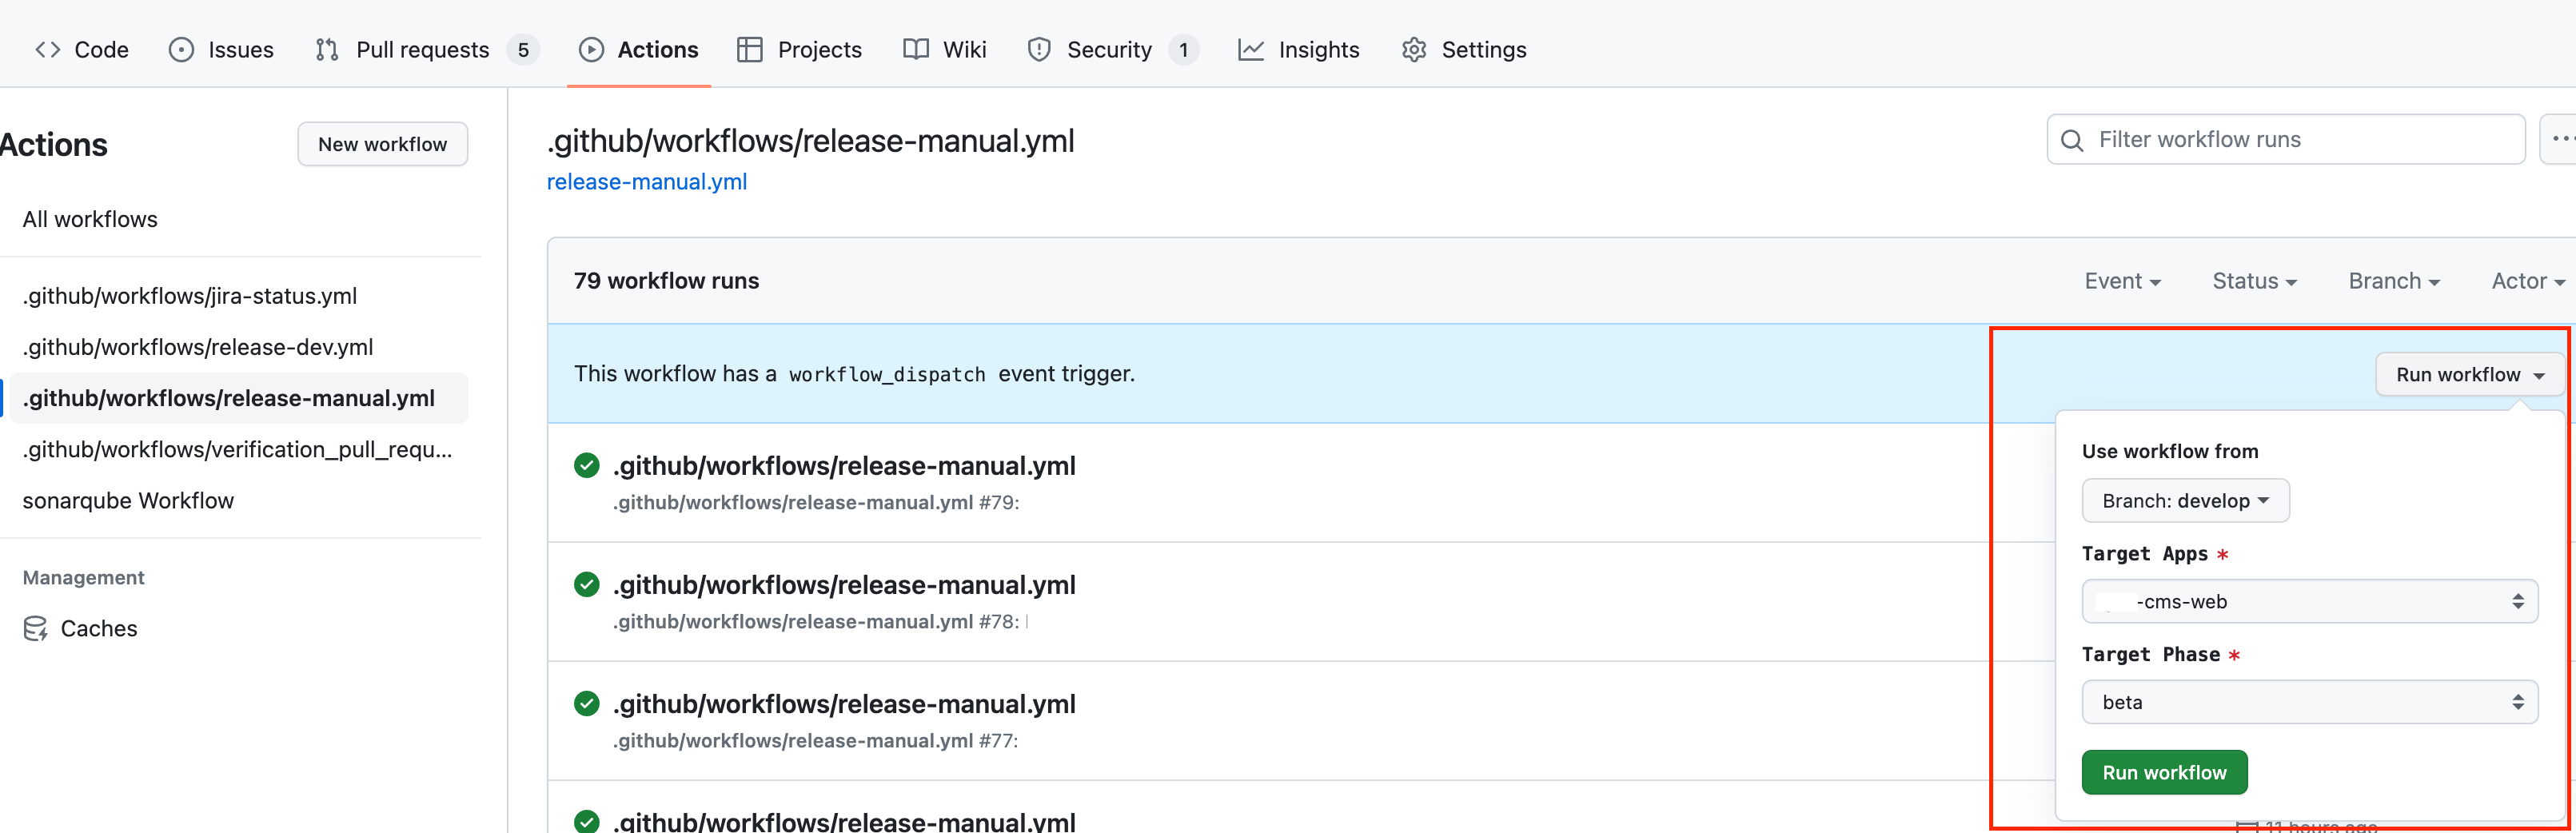 Code Issues Pull requests 5 Actions Projects Wiki Security 1 Insights Settings
Actions
New workflow
All workflows
.github/workflows/jira-status.yml
.github/workflows/release-dev.yml
.github/workflows/release-manual.yml
.github/workflows/verification_pull_requ...
sonarqube Workflow
Management
Caches
.github/workflows/release-manual.yml
release-manual.yml
Filter workflow runs
79 workflow runs
Event Status Branch Actor
This workflow has a workflow_dispatch event trigger.
Run workflow
.github/workflows/release-manual.yml
.github/workflows/release-manual.yml #79:
.github/workflows/release-manual.yml
.github/workflows/release-manual.yml #78:
.github/workflows/release-manual.yml
.github/workflows/release-manual.yml #77:
.github/workflows/release-manual.yml
Use workflow from
Branch: develop
Target Apps *
-cms-web
Target Phase *
beta
Run workflow
11 hours ago